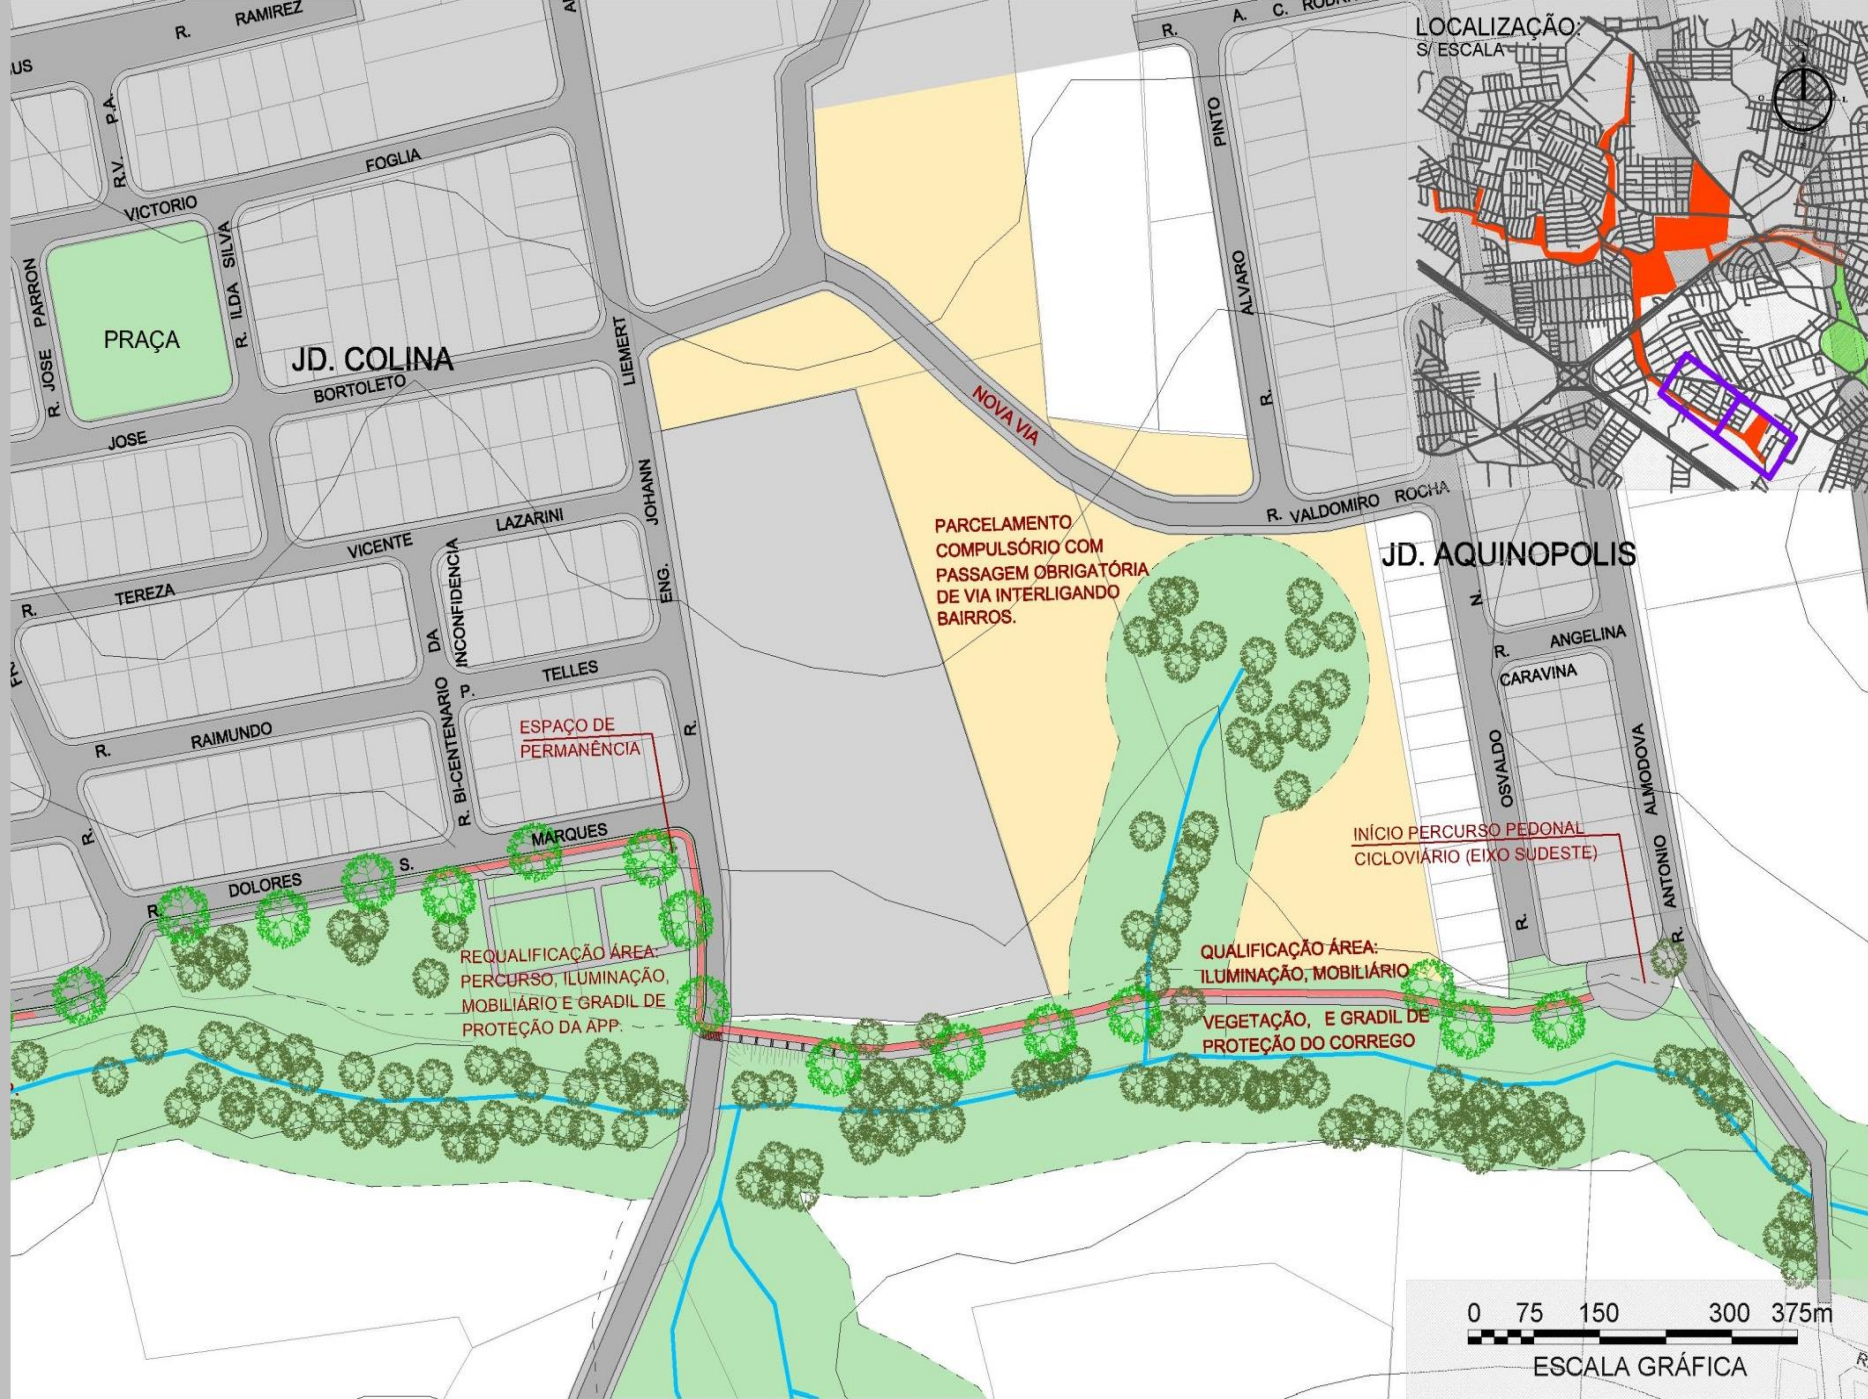 R. RAMIREZ
R. A. C.
LOCALIZAÇÃO:
S/ ESCALA
R.V. P.A.
R. ALVARO PINTO
FOGLIA
VICTORIO
R. JOSE PARRON
R. ILDA SILVA
PRAÇA
JD. COLINA
BORTOLETO
JOSE
R. ENG. JOHANN LIEMERT
NOVA VIA
R. VALDOMIRO ROCHA
LAZARINI
VICENTE
TEREZA
R.
PARCELAMENTO
COMPULSÓRIO COM
PASSAGEM OBRIGATÓRIA
DE VIA INTERLIGANDO
BAIRROS.
JD. AQUINOPOLIS
R. BI-CENTENARIO DA INCONFIDENCIA
R. ANGELINA
CARAVINA
R. OSVALDO N.
R. ANTONIO ALMODOVA
P. TELLES
R. RAIMUNDO
ESPAÇO DE
PERMANÊNCIA
R.
MARQUES
R. DOLORES S.
INÍCIO PERCURSO PEDONAL
CICLOVIÁRIO (EIXO SUDESTE)
REQUALIFICAÇÃO ÁREA:
PERCURSO, ILUMINAÇÃO,
MOBILIÁRIO E GRADIL DE
PROTEÇÃO DA APP.
QUALIFICAÇÃO ÁREA:
ILUMINAÇÃO, MOBILIÁRIO
VEGETAÇÃO, E GRADIL DE
PROTEÇÃO DO CORREGO
0 75 150 300 375m
ESCALA GRÁFICA